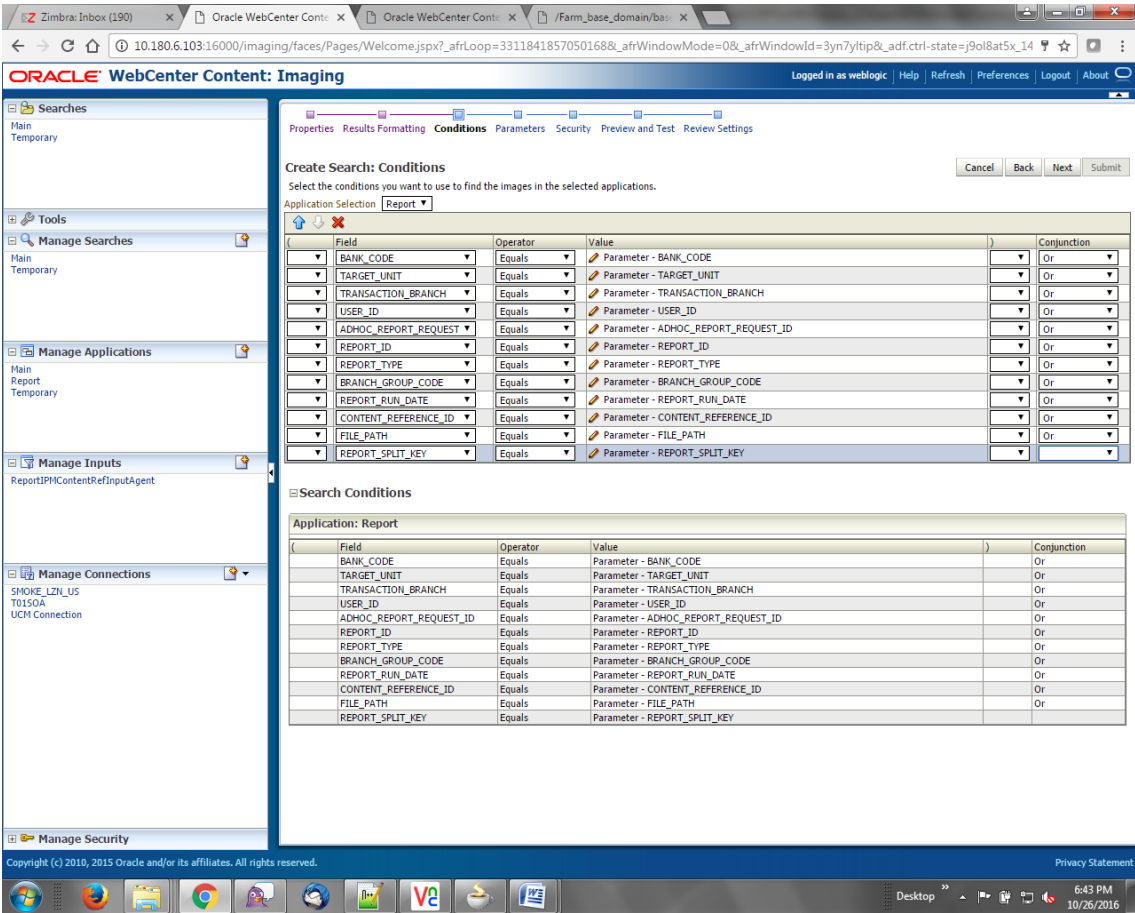 Zimbra: Inbox (190)
Oracle WebCenter Conte
Oracle WebCenter Conte
/Farm_base_domain/bas
10.180.6.103:16000/imaging/faces/Pages/Welcome.jspx?_afrLoop=3311841857050168&_afrWindowMode=0&_afrWindowId=3yn7yltip&_adf.ctrl-state=j9ol8at5x_14
ORACLE WebCenter Content: Imaging
Logged in as weblogic Help Refresh Preferences Logout About
Searches
Main
Temporary
Tools
Manage Searches
Main
Temporary
Manage Applications
Main
Report
Temporary
Manage Inputs
ReportIPMContentRefInputAgent
Manage Connections
SMOKE_LZN_US
T01SOA
UCM Connection
Manage Security
Properties Results Formatting Conditions Parameters Security Preview and Test Review Settings
Create Search: Conditions
Cancel Back Next Submit
Select the conditions you want to use to find the images in the selected applications.
Application Selection Report
( Field Operator Value ) Conjunction
BANK_CODE Equals Parameter - BANK_CODE Or
TARGET_UNIT Equals Parameter - TARGET_UNIT Or
TRANSACTION_BRANCH Equals Parameter - TRANSACTION_BRANCH Or
USER_ID Equals Parameter - USER_ID Or
ADHOC_REPORT_REQUEST Equals Parameter - ADHOC_REPORT_REQUEST_ID Or
REPORT_ID Equals Parameter - REPORT_ID Or
REPORT_TYPE Equals Parameter - REPORT_TYPE Or
BRANCH_GROUP_CODE Equals Parameter - BRANCH_GROUP_CODE Or
REPORT_RUN_DATE Equals Parameter - REPORT_RUN_DATE Or
CONTENT_REFERENCE_ID Equals Parameter - CONTENT_REFERENCE_ID Or
FILE_PATH Equals Parameter - FILE_PATH Or
REPORT_SPLIT_KEY Equals Parameter - REPORT_SPLIT_KEY
Search Conditions
Application: Report
( Field Operator Value ) Conjunction
BANK_CODE Equals Parameter - BANK_CODE Or
TARGET_UNIT Equals Parameter - TARGET_UNIT Or
TRANSACTION_BRANCH Equals Parameter - TRANSACTION_BRANCH Or
USER_ID Equals Parameter - USER_ID Or
ADHOC_REPORT_REQUEST_ID Equals Parameter - ADHOC_REPORT_REQUEST_ID Or
REPORT_ID Equals Parameter - REPORT_ID Or
REPORT_TYPE Equals Parameter - REPORT_TYPE Or
BRANCH_GROUP_CODE Equals Parameter - BRANCH_GROUP_CODE Or
REPORT_RUN_DATE Equals Parameter - REPORT_RUN_DATE Or
CONTENT_REFERENCE_ID Equals Parameter - CONTENT_REFERENCE_ID Or
FILE_PATH Equals Parameter - FILE_PATH Or
REPORT_SPLIT_KEY Equals Parameter - REPORT_SPLIT_KEY
Copyright (c) 2010, 2015 Oracle and/or its affiliates. All rights reserved.
Privacy Statement
Desktop
6:43 PM
10/26/2016